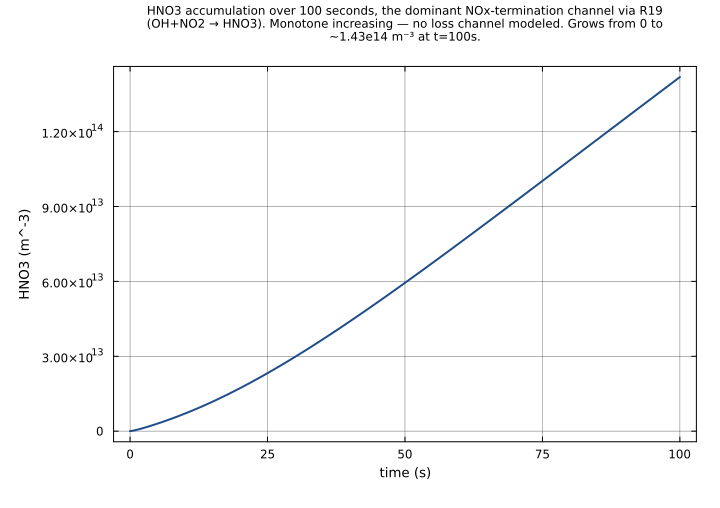 HNO3 accumulation over 100 seconds, the dominant NOx-termination channel via R19
(OH+NO2 → HNO3). Monotone increasing — no loss channel modeled. Grows from 0 to
~1.43e14 m⁻³ at t=100s.
HNO3 (m^-3)
1.20×10¹⁴
9.00×10¹³
6.00×10¹³
3.00×10¹³
0
0 25 50 75 100
time (s)